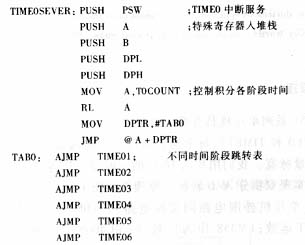 TIME0SEVER: PUSH PSW ;TIME0 中断服务
PUSH A ;特殊寄存器入堆栈
PUSH B
PUSH DPL
PUSH DPH
MOV A,T0COUNT ;控制积分各阶段时间
RL A
MOV DPTR,#TAB0
JMP @A+DPTR
TAB0: AJMP TIME01; 不同时间阶段跳转表
AJMP TIME02
AJMP TIME03
AJMP TIME04
AJMP TIME05
AJMP TIME06